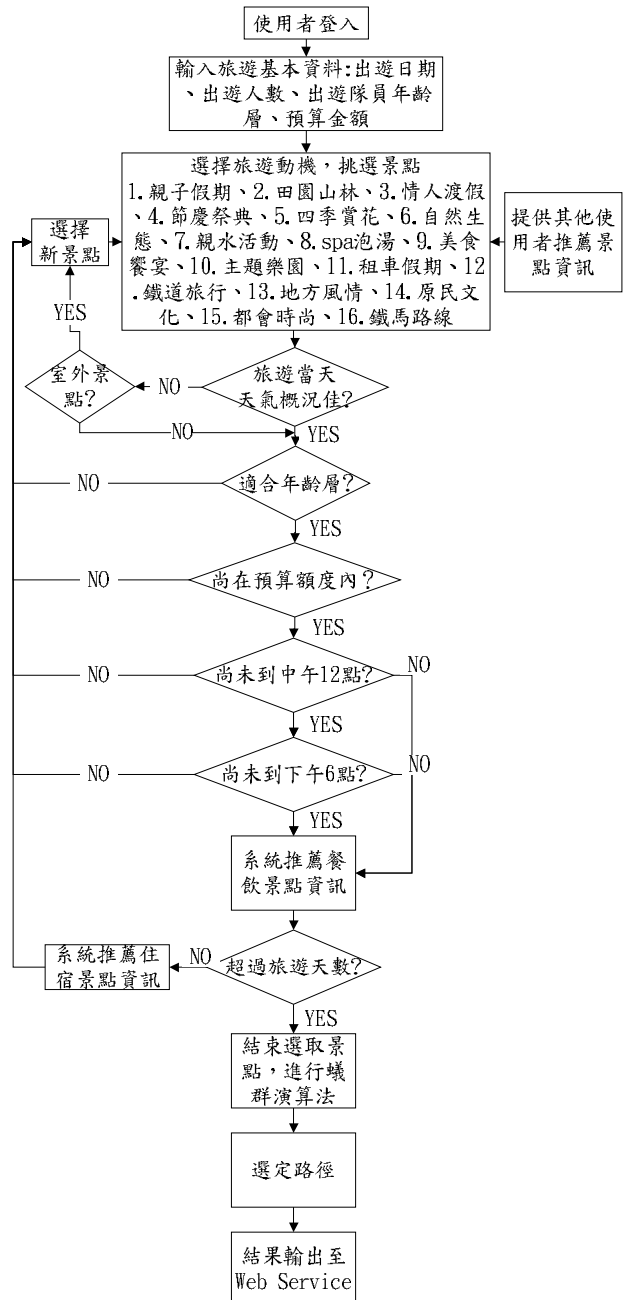 使用者登入
輸入旅遊基本資料:出遊日期
、出遊人數、出遊隊員年齡
層、預算金額
選擇旅遊動機，挑選景點
1.親子假期、2.田園山林、3.情人渡假
、4.節慶祭典、5.四季賞花、6.自然生
態、7.親水活動、8.spa泡湯、9.美食
饗宴、10.主題樂園、11.租車假期、12
.鐵道旅行、13.地方風情、14.原民文
化、15.都會時尚、16.鐵馬路線
選擇
新景點
提供其他使
用者推薦景
點資訊
YES
室外景
點?
NO
旅遊當天
天氣概況佳?
NO
YES
NO
適合年齡層?
YES
NO
尚在預算額度內?
YES
NO
尚未到中午12點?
NO
YES
NO
尚未到下午6點?
NO
YES
系統推薦餐
飲景點資訊
系統推薦住
宿景點資訊
NO
超過旅遊天數?
YES
結束選取景
點，進行蟻
群演算法
選定路徑
結果輸出至
Web Service